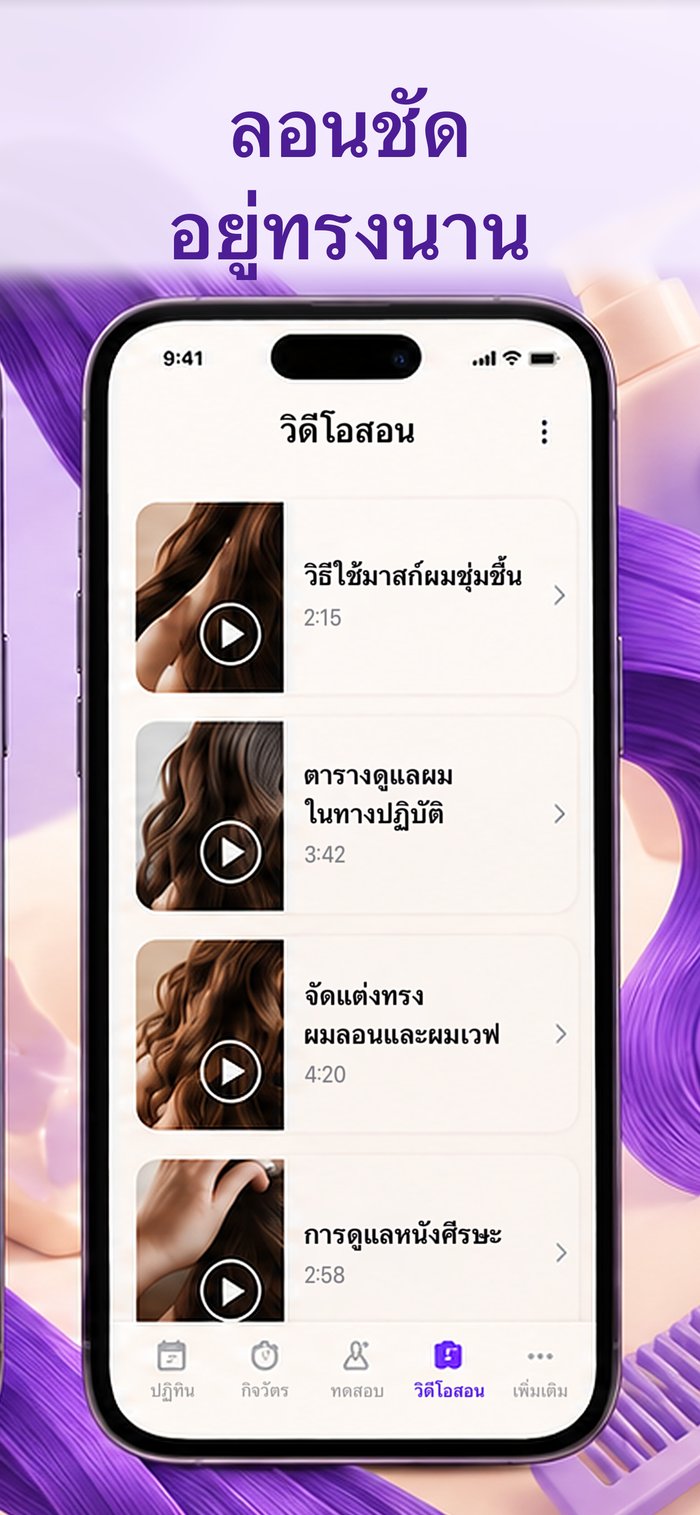 ลอนชัด
อยู่ทรงนาน
9:41
วิดีโอสอน
วิธีใช้มาสก์ผมชุ่มชื้น
2:15
ตารางดูแลผม
ในทางปฏิบัติ
3:42
จัดแต่งทรง
ผมลอนและผมเวฟ
4:20
การดูแลหนังศีรษะ
2:58
ปฏิทิน
กิจวัตร
ทดสอบ
วิดีโอสอน
เพิ่มเติม